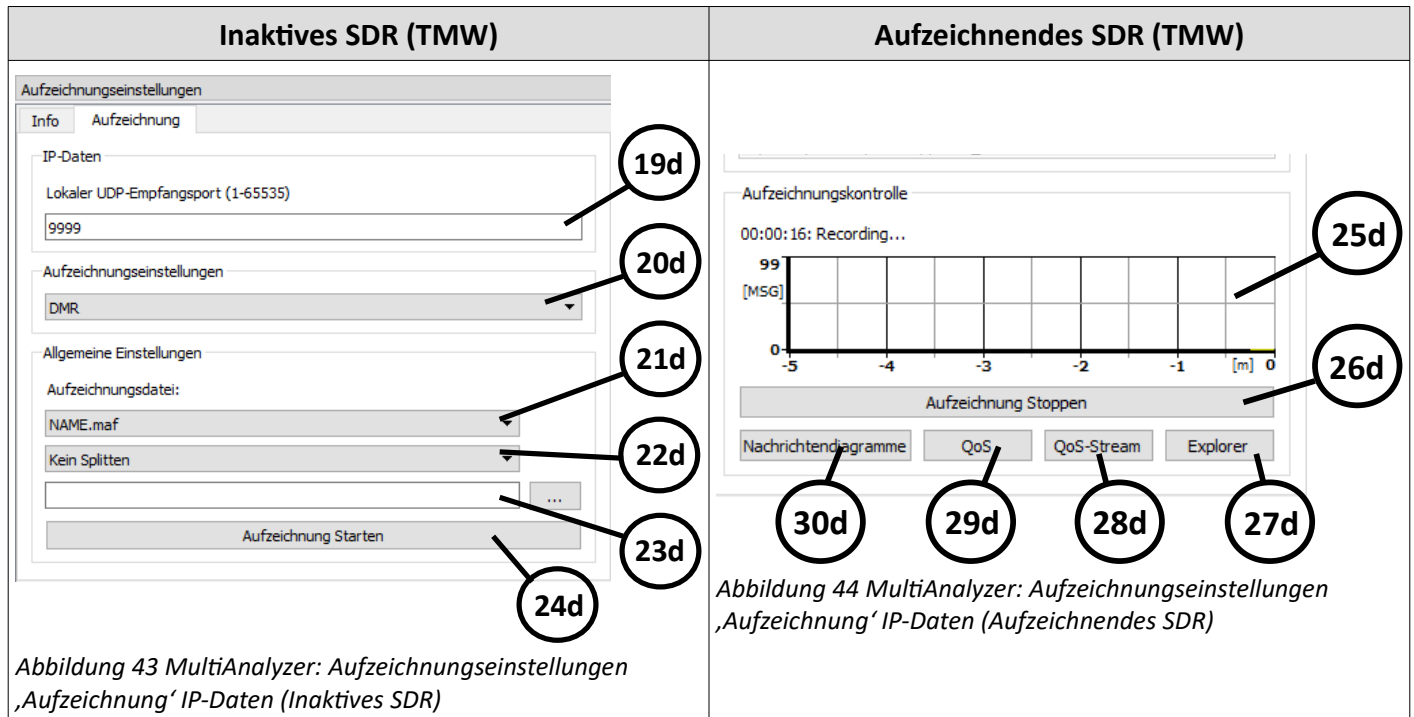 Inaktives SDR (TMW)
Aufzeichnungseinstellungen
Info Aufzeichnung
IP-Daten
Lokaler UDP-Empfangsport (1-65535)
9999
19d
Aufzeichnungseinstellungen
DMR
20d
Allgemeine Einstellungen
Aufzeichnungsdatei:
NAME.maf
21d
Kein Splitten
22d
...
23d
Aufzeichnung Starten
24d
Abbildung 43 MultiAnalyzer: Aufzeichnungseinstellungen
‚Aufzeichnung‘ IP-Daten (Inaktives SDR)
Aufzeichnendes SDR (TMW)
Aufzeichnungskontrolle
00:00:16: Recording...
99
[MSG]
0
-5 -4 -3 -2 -1 [m] 0
25d
Aufzeichnung Stoppen
26d
Nachrichtendiagramme QoS QoS-Stream Explorer
30d 29d 28d 27d
Abbildung 44 MultiAnalyzer: Aufzeichnungseinstellungen
‚Aufzeichnung‘ IP-Daten (Aufzeichnendes SDR)